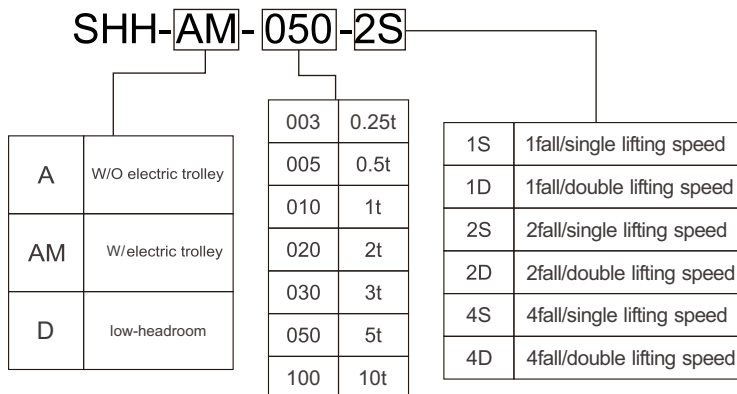 SHH-AM-050-2S
A W/O electric trolley
AM W/electric trolley
D low-headroom
003 0.25t
005 0.5t
010 1t
020 2t
030 3t
050 5t
100 10t
1S 1fall/single lifting speed
1D 1fall/double lifting speed
2S 2fall/single lifting speed
2D 2fall/double lifting speed
4S 4fall/single lifting speed
4D 4fall/double lifting speed